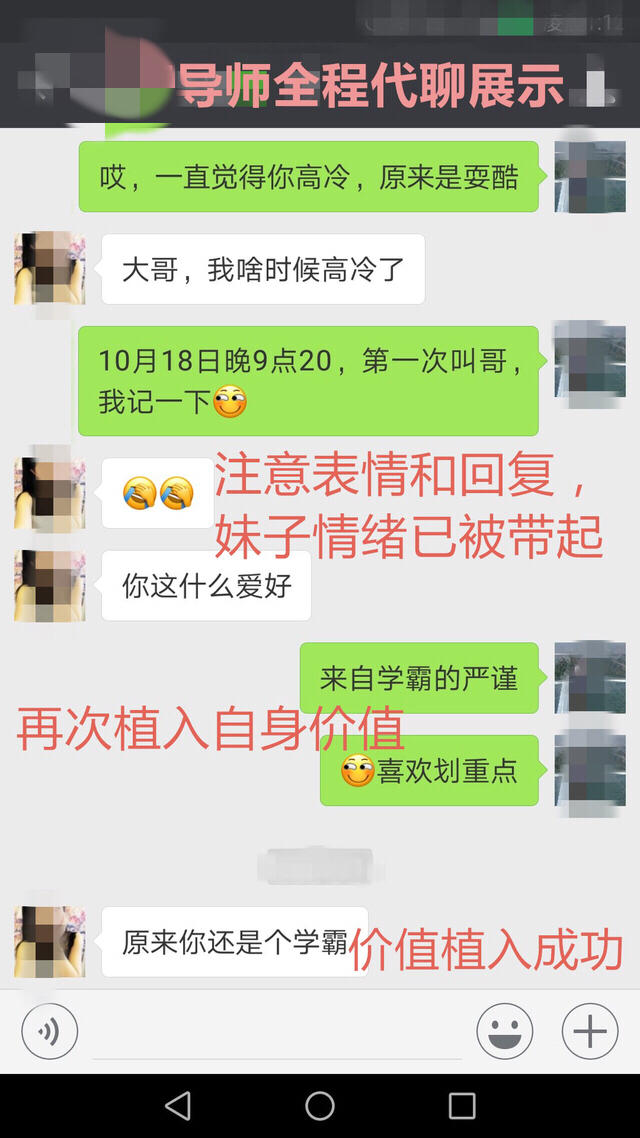 导师全程代聊展示
哎，一直觉得你高冷，原来是耍酷
大哥，我啥时候高冷了
10月18日晚9点20，第一次叫哥，
我记一下
注意表情和回复，
妹子情绪已被带起
你这什么爱好
来自学霸的严谨
再次植入自身价值
喜欢划重点
原来你还是个学霸
价值植入成功